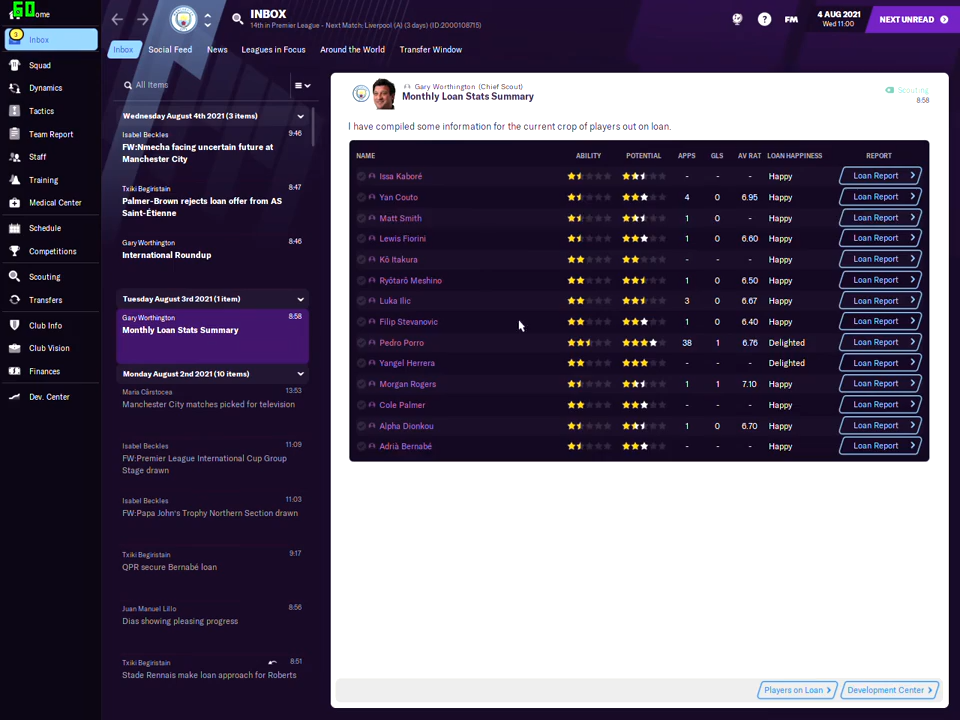 60
ome
INBOX
14th in Premier League - Next Match: Liverpool (A) (3 days) (ID:2000108715)
?
FM
4 AUG 2021
Wed 11:00
NEXT UNREAD
3
Inbox
Inbox
Social Feed
News
Leagues in Focus
Around the World
Transfer Window
Squad
Dynamics
Tactics
Team Report
Staff
Training
Medical Center
Schedule
Competitions
Scouting
Transfers
Club Info
Club Vision
Finances
Dev. Center
All Items
Wednesday August 4th 2021 (3 items)
Isabel Beckles 9:46
FW:Nmecha facing uncertain future at
Manchester City
Txiki Begiristain 8:47
Palmer-Brown rejects loan offer from AS
Saint-Étienne
Gary Worthington 8:46
International Roundup
Tuesday August 3rd 2021 (1 item)
Gary Worthington 8:58
Monthly Loan Stats Summary
Monday August 2nd 2021 (10 items)
Maria Cârstocea 13:53
Manchester City matches picked for television
Isabel Beckles 11:09
FW:Premier League International Cup Group
Stage drawn
Isabel Beckles 11:03
FW:Papa John's Trophy Northern Section drawn
Txiki Begiristain 9:17
QPR secure Bernabé loan
Juan Manuel Lillo 8:56
Dias showing pleasing progress
Txiki Begiristain 8:51
Stade Rennais make loan approach for Roberts
Gary Worthington (Chief Scout)
Monthly Loan Stats Summary
Scouting
8:58
I have compiled some information for the current crop of players out on loan.
NAME ABILITY POTENTIAL APPS GLS AV RAT LOAN HAPPINESS REPORT
Issa Kaboré - - - Happy Loan Report
Yan Couto 4 0 6.95 Happy Loan Report
Matt Smith 1 0 - Happy Loan Report
Lewis Fiorini 1 0 6.60 Happy Loan Report
Kō Itakura - - - Happy Loan Report
Ryōtarō Meshino 1 0 6.50 Happy Loan Report
Luka Ilic 3 0 6.67 Happy Loan Report
Filip Stevanovic 1 0 6.40 Happy Loan Report
Pedro Porro 38 1 6.76 Delighted Loan Report
Yangel Herrera - - - Delighted Loan Report
Morgan Rogers 1 1 7.10 Happy Loan Report
Cole Palmer - - - Happy Loan Report
Alpha Dionkou 1 0 6.70 Happy Loan Report
Adrià Bernabé - - - Happy Loan Report
Players on Loan
Development Center